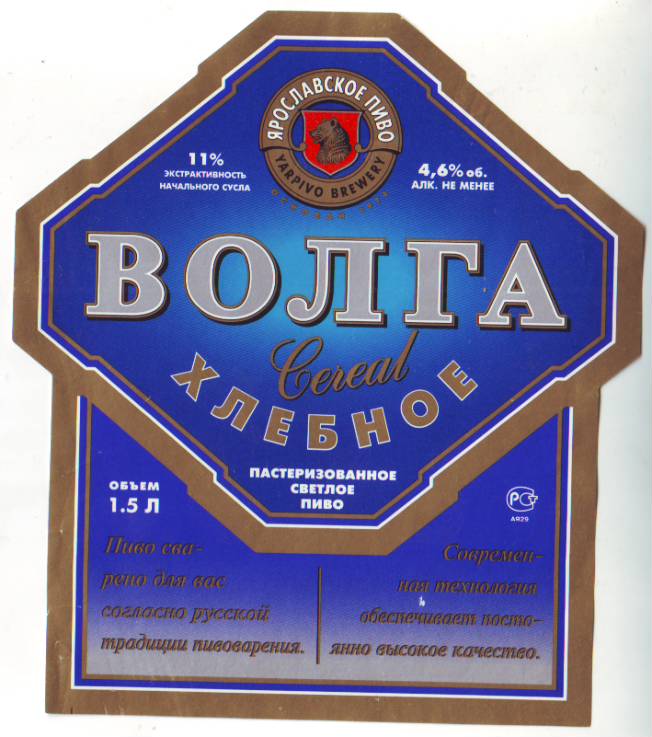 ЯРОСЛАВСКОЕ ПИВО
YARPIVO BREWERY
11%
ЭКСТРАКТИВНОСТЬ
НАЧАЛЬНОГО СУСЛА
4,6% об.
АЛК. НЕ МЕНЕЕ
ВОЛГА
Cereal
ХЛЕБНОЕ
ПАСТЕРИЗОВАННОЕ
СВЕТЛОЕ
ПИВО
ОБЪЕМ
1.5 Л
РСТ
АЯ29
Пиво сва-
рено для вас
согласно русской
традиции пивоварения.
Современ-
ная технология
обеспечивает посто-
янно высокое качество.